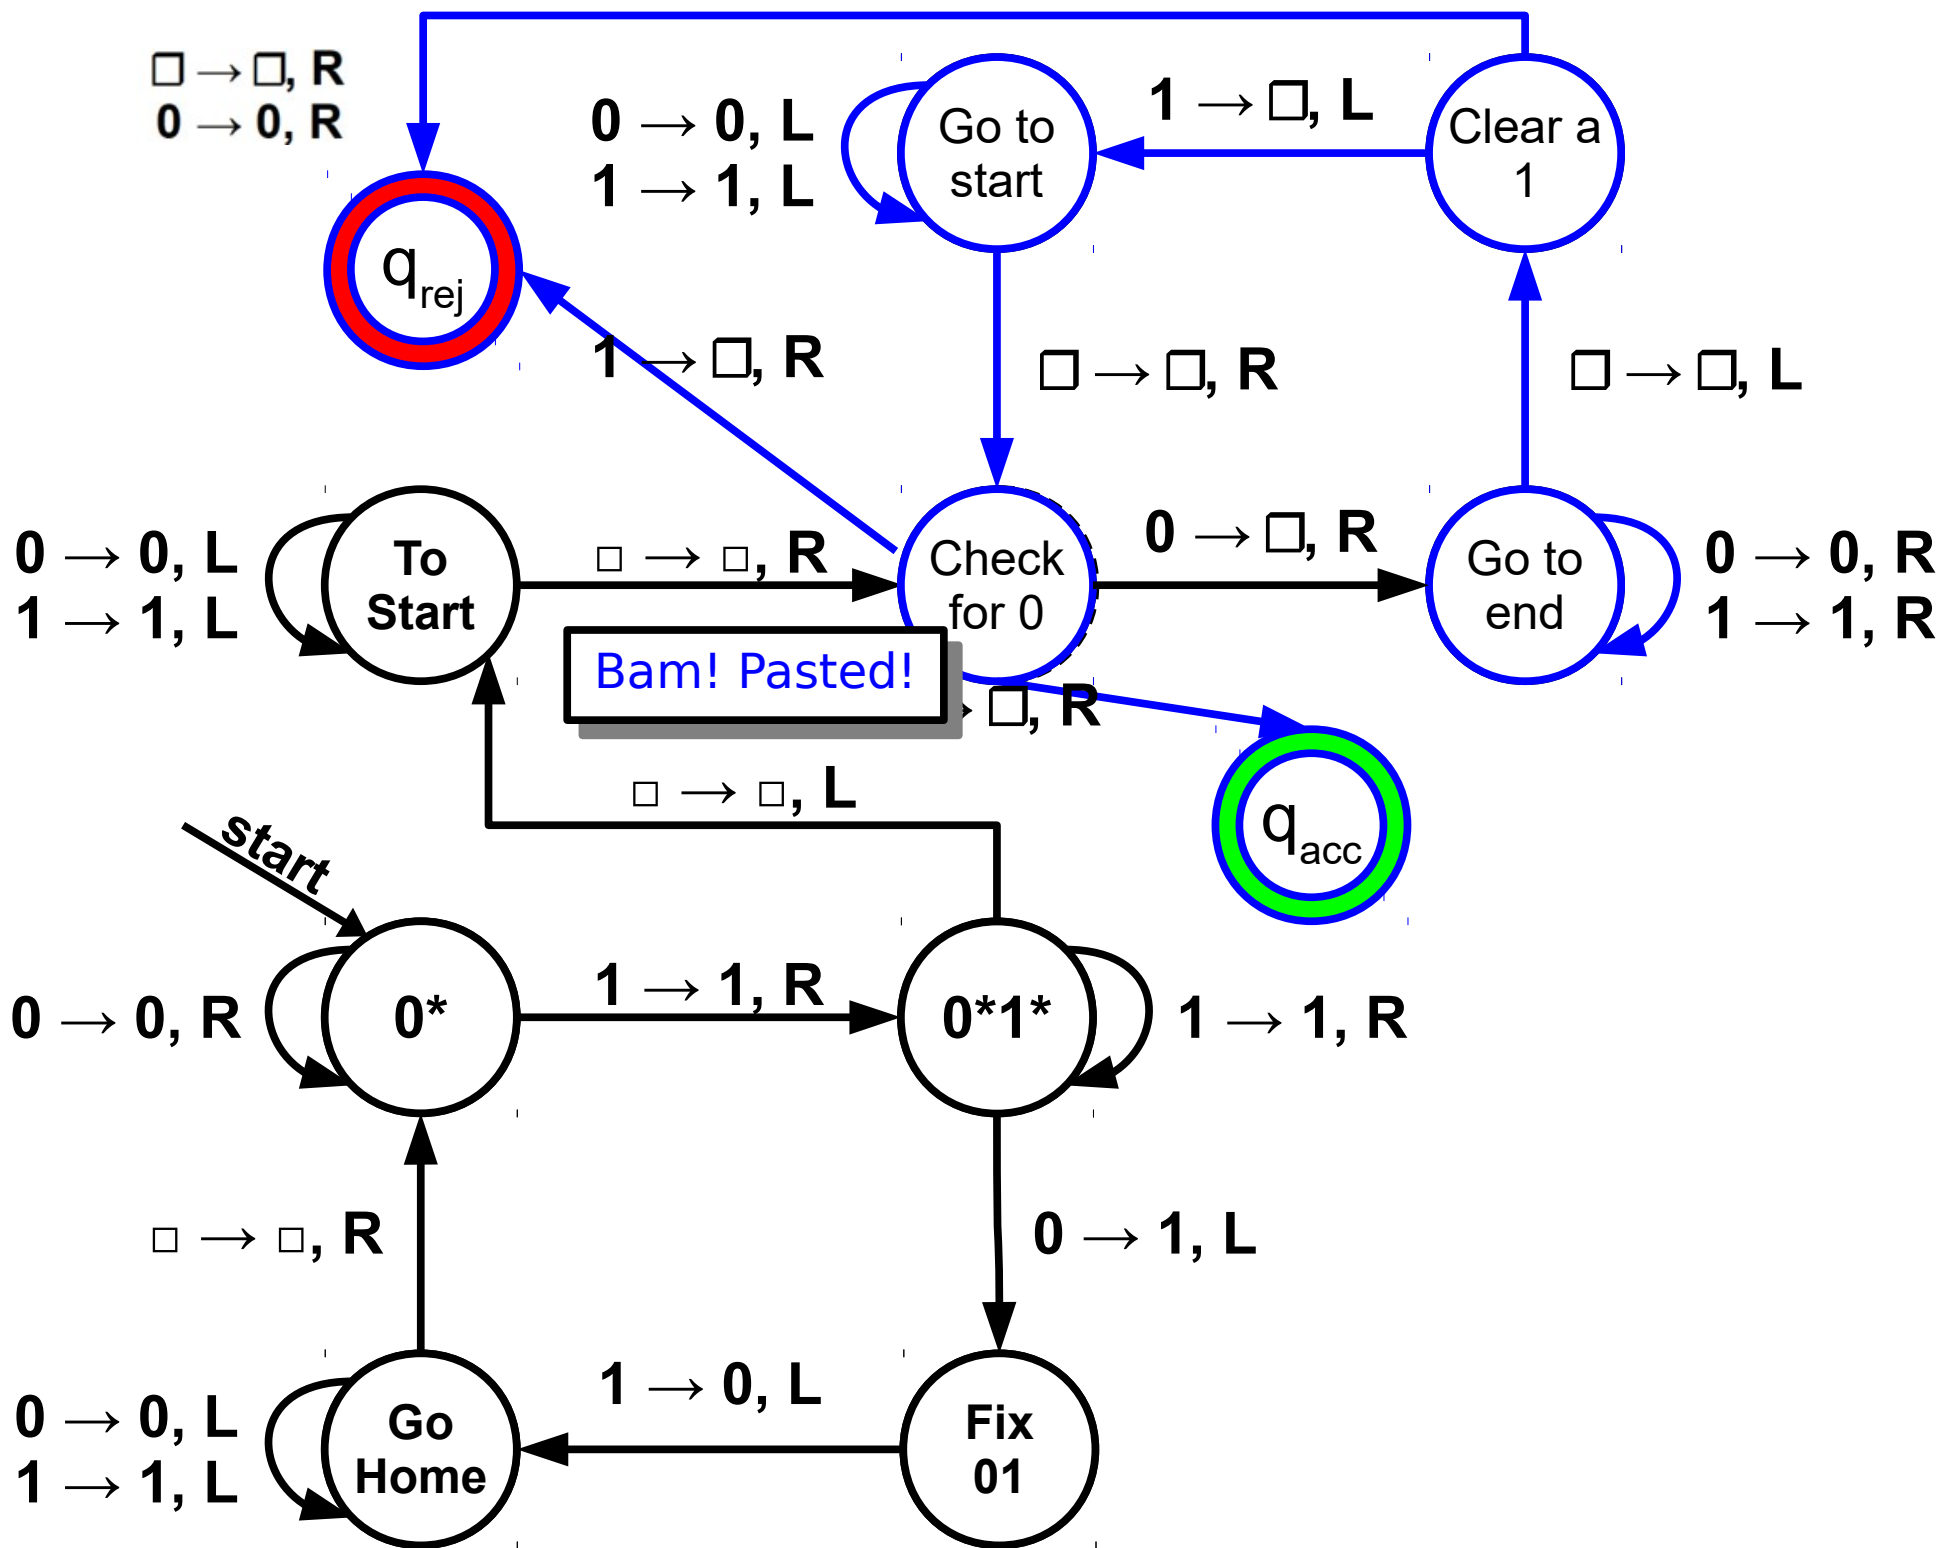 □ → □, R
0 → 0, R
0 → 0, L
1 → 1, L
Go to
start
1 → □, L
Clear a
1
q_rej
1 → □, R
□ → □, R
□ → □, L
0 → 0, L
1 → 1, L
To
Start
□ → □, R
Check
for 0
0 → □, R
Go to
end
0 → 0, R
1 → 1, R
Bam! Pasted!
□, R
□ → □, L
start
q_acc
0 → 0, R
0*
1 → 1, R
0*1*
1 → 1, R
□ → □, R
0 → 1, L
0 → 0, L
1 → 1, L
Go
Home
1 → 0, L
Fix
01